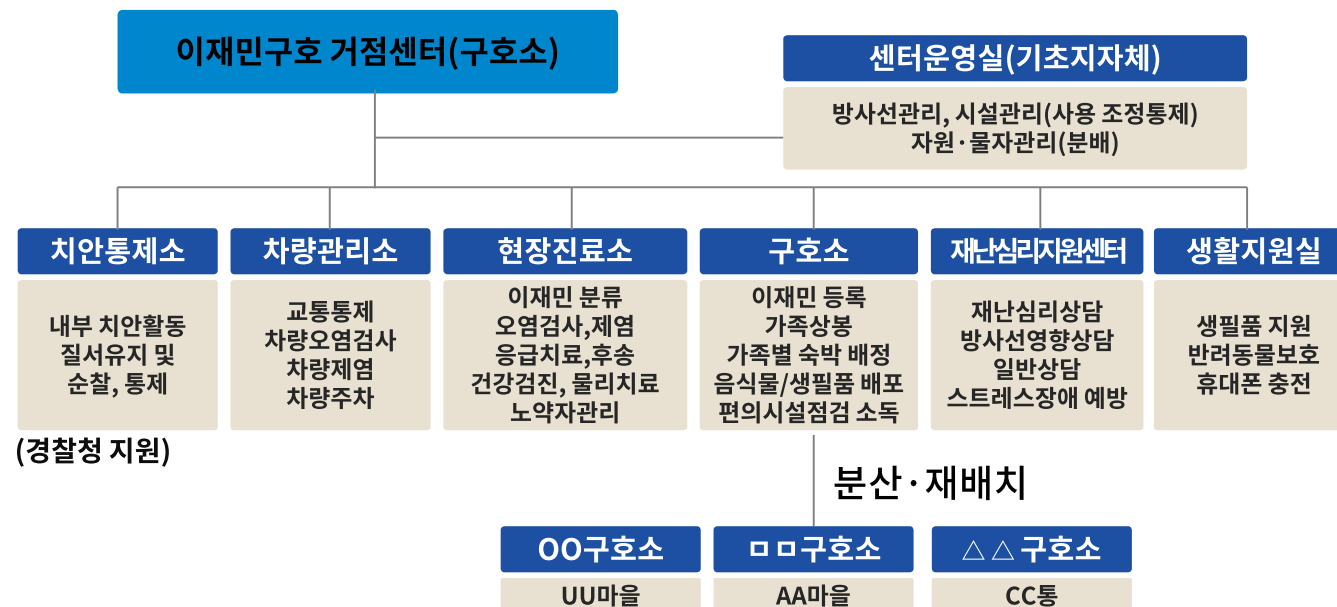 이재민구호 거점센터(구호소)
센터운영실(기초지자체)
방사선관리, 시설관리(사용 조정통제)
자원·물자관리(분배)
치안통제소
내부 치안활동
질서유지 및
순찰, 통제
(경찰청 지원)
차량관리소
교통통제
차량오염검사
차량제염
차량주차
현장진료소
이재민 분류
오염검사,제염
응급치료,후송
건강검진, 물리치료
노약자관리
구호소
이재민 등록
가족상봉
가족별 숙박 배정
음식물/생필품 배포
편의시설점검 소독
재난심리지원센터
재난심리상담
방사선영향상담
일반상담
스트레스장애 예방
생활지원실
생필품 지원
반려동물보호
휴대폰 충전
분산·재배치
OO구호소
UU마을
ㅁㅁ구호소
AA마을
△△구호소
CC통